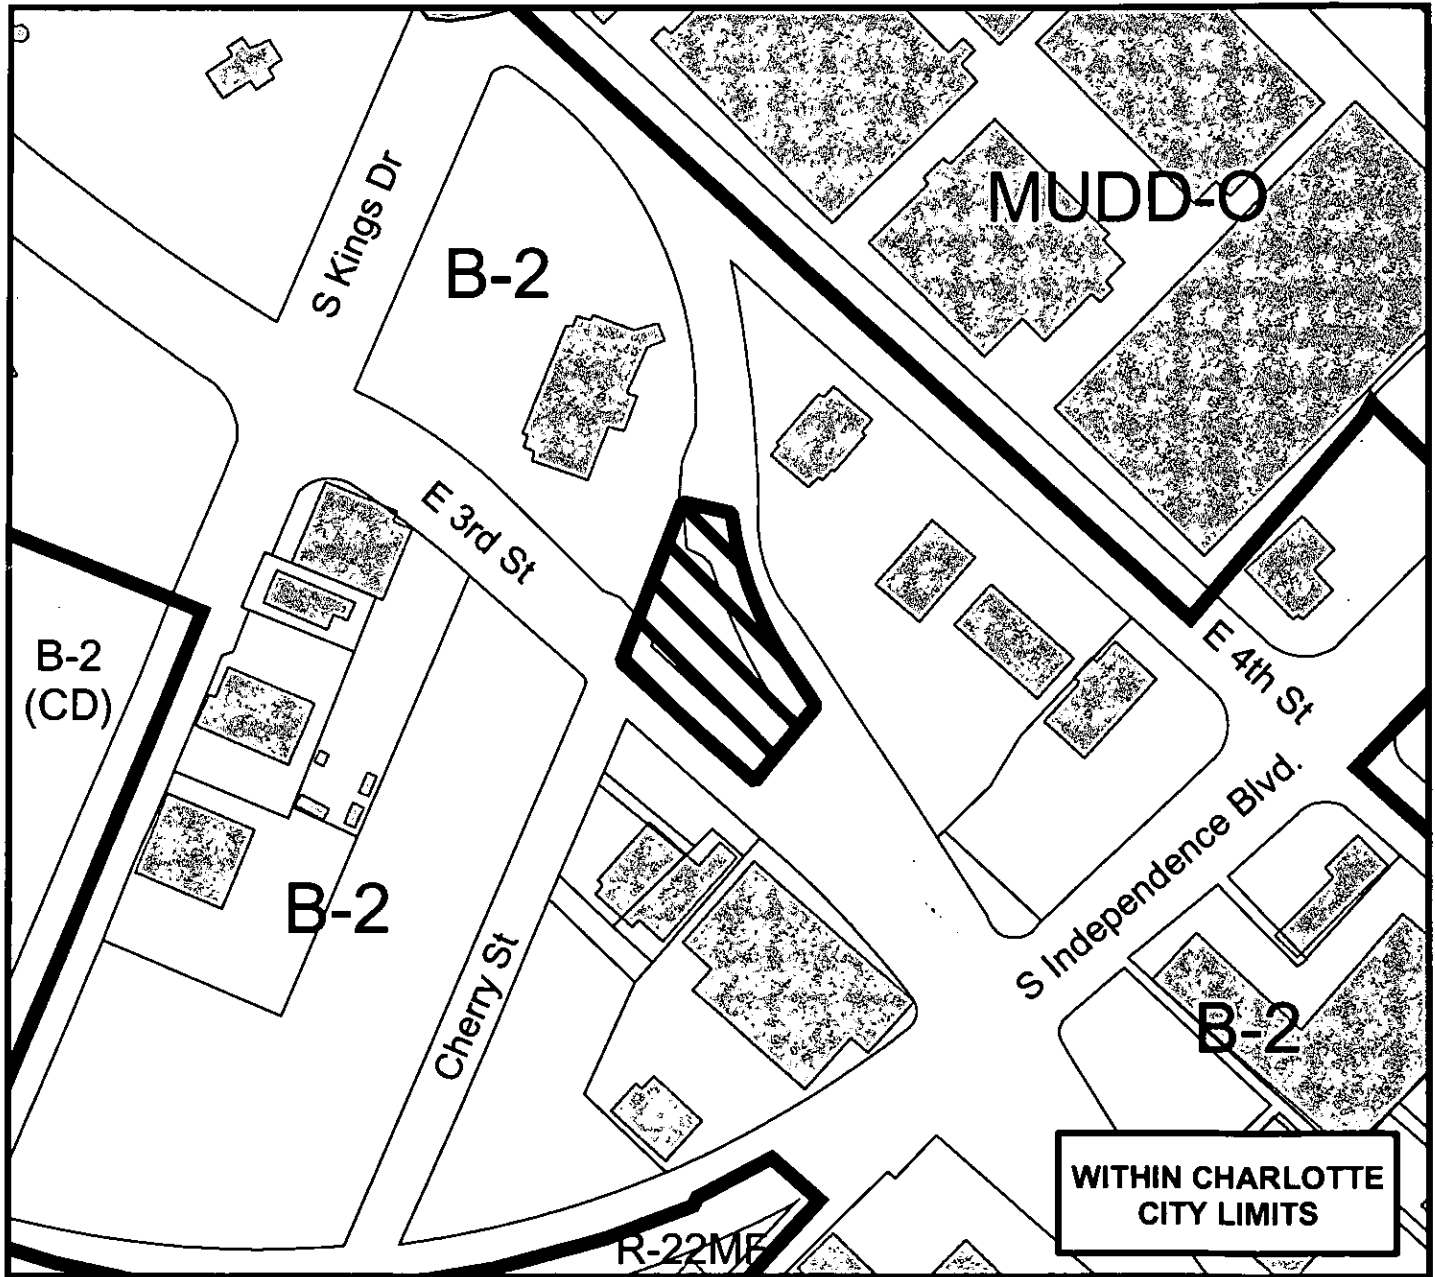 MUDD-O
S Kings Dr
B-2
E 3rd St
E 4th St
B-2
(CD)
S Independence Blvd.
B-2
Cherry St
B-2
WITHIN CHARLOTTE
CITY LIMITS
R-22MF